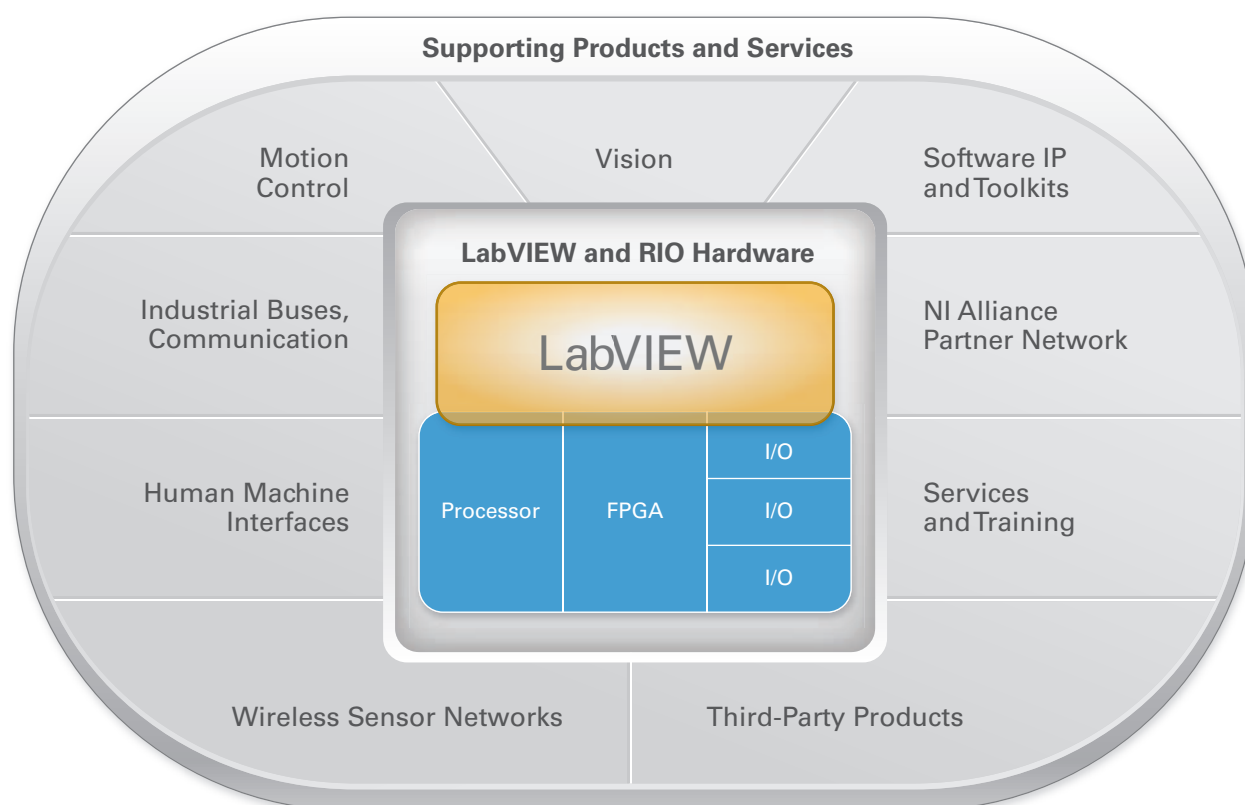 Supporting Products and Services
Motion
Control
Vision
Software IP
and Toolkits
Industrial Buses,
Communication
LabVIEW and RIO Hardware
LabVIEW
NI Alliance
Partner Network
Human Machine
Interfaces
Processor
FPGA
I/O
I/O
I/O
Services
and Training
Wireless Sensor Networks
Third-Party Products